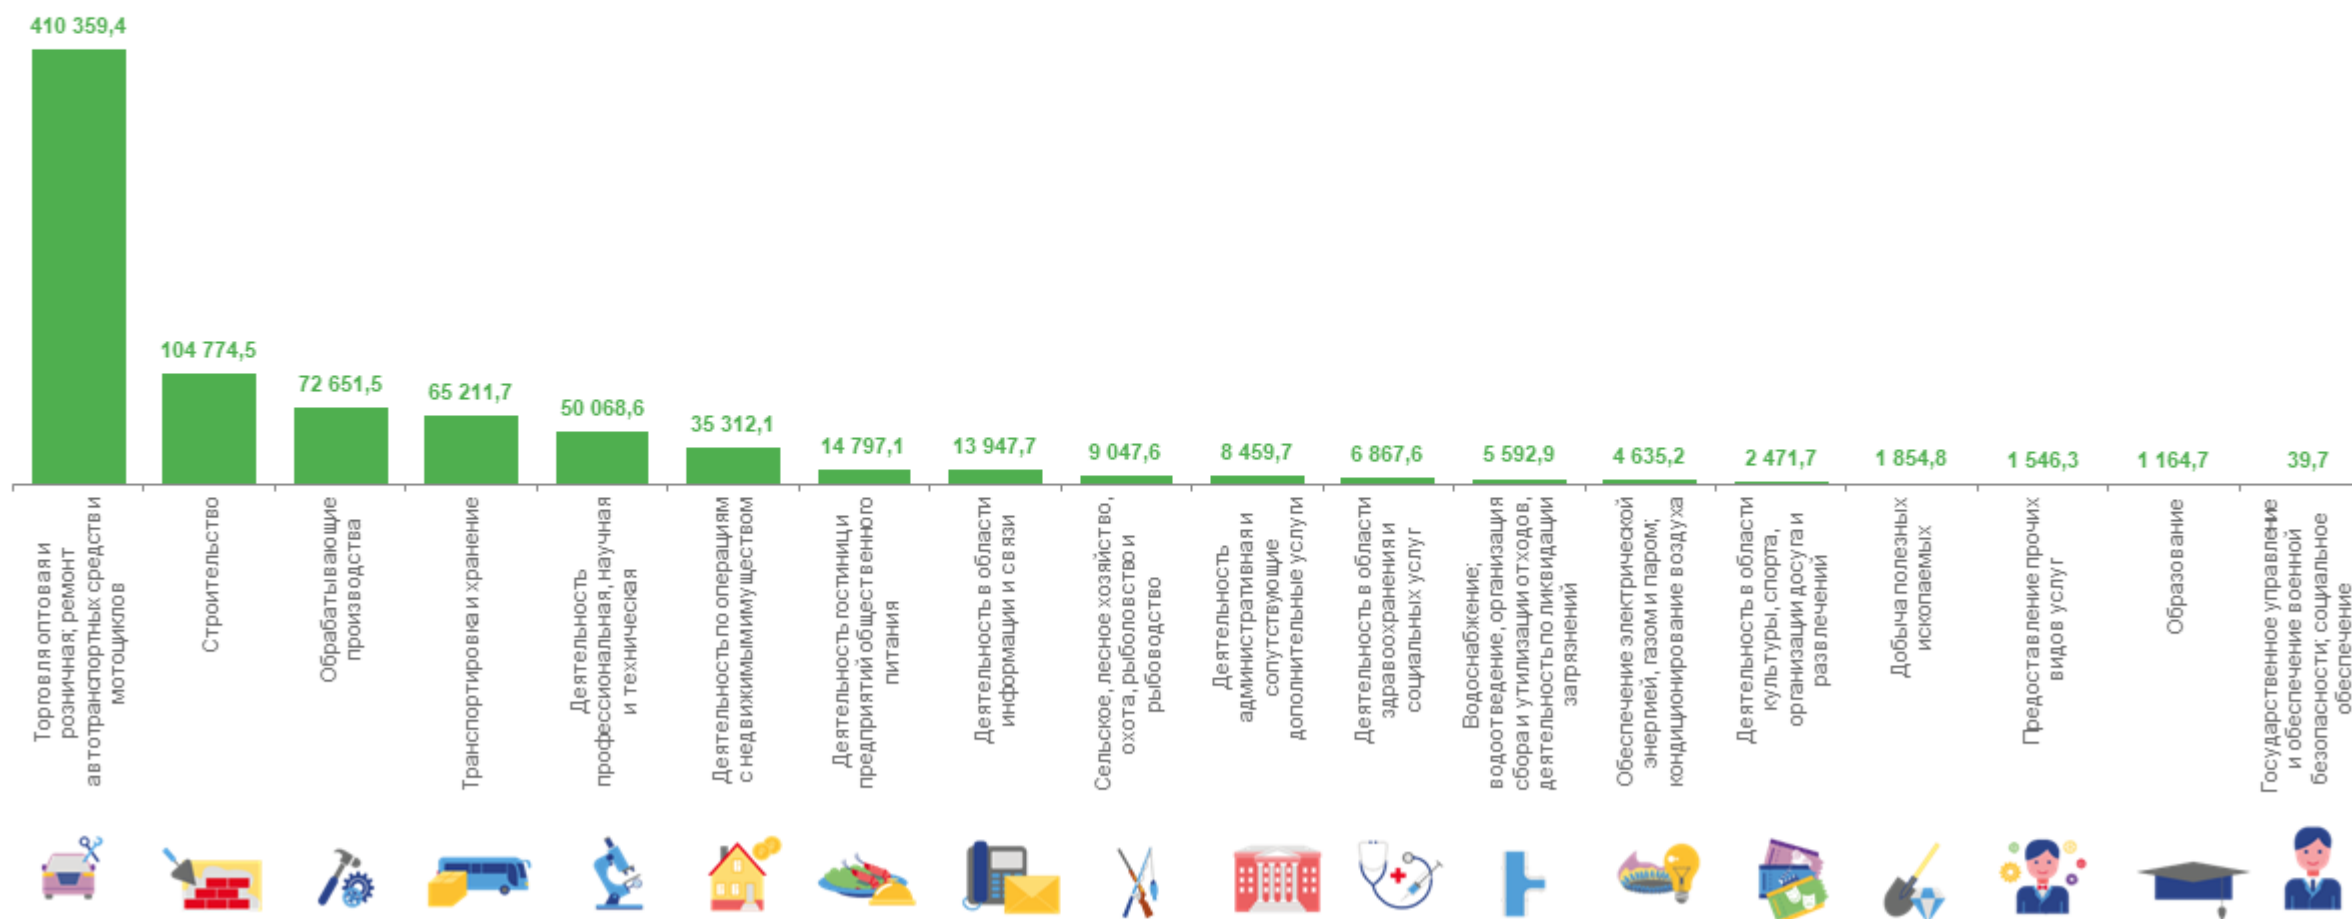 410 359,4
104 774,5
72 651,5
65 211,7
50 068,6
35 312,1
14 797,1
13 947,7
9 047,6
8 459,7
6 867,6
5 592,9
4 635,2
2 471,7
1 854,8
1 546,3
1 164,7
39,7
Торговля оптовая и
розничная; ремонт
автотранспортных средств и
мотоциклов
Строительство
Обрабатывающие
производства
Транспортировка и хранение
Деятельность
профессиональная, научная
и техническая
Деятельность по операциям
с недвижимым имуществом
Деятельность гостиниц и
предприятий общественного
питания
Деятельность в области
информации и связи
Сельское, лесное хозяйство,
охота, рыболовство и
рыбоводство
Деятельность
административная и
сопутствующие
дополнительные услуги
Деятельность в области
здравоохранения и
социальных услуг
Водоснабжение;
водоотведение, организация
сбора и утилизации отходов,
деятельность по ликвидации
загрязнений
Обеспечение электрической
энергией, газом и паром;
кондиционирование воздуха
Деятельность в области
культуры, спорта,
организации досуга и
развлечений
Добыча полезных
ископаемых
Предоставление прочих
видов услуг
Образование
Государственное управление
и обеспечение военной
безопасности; социальное
обеспечение